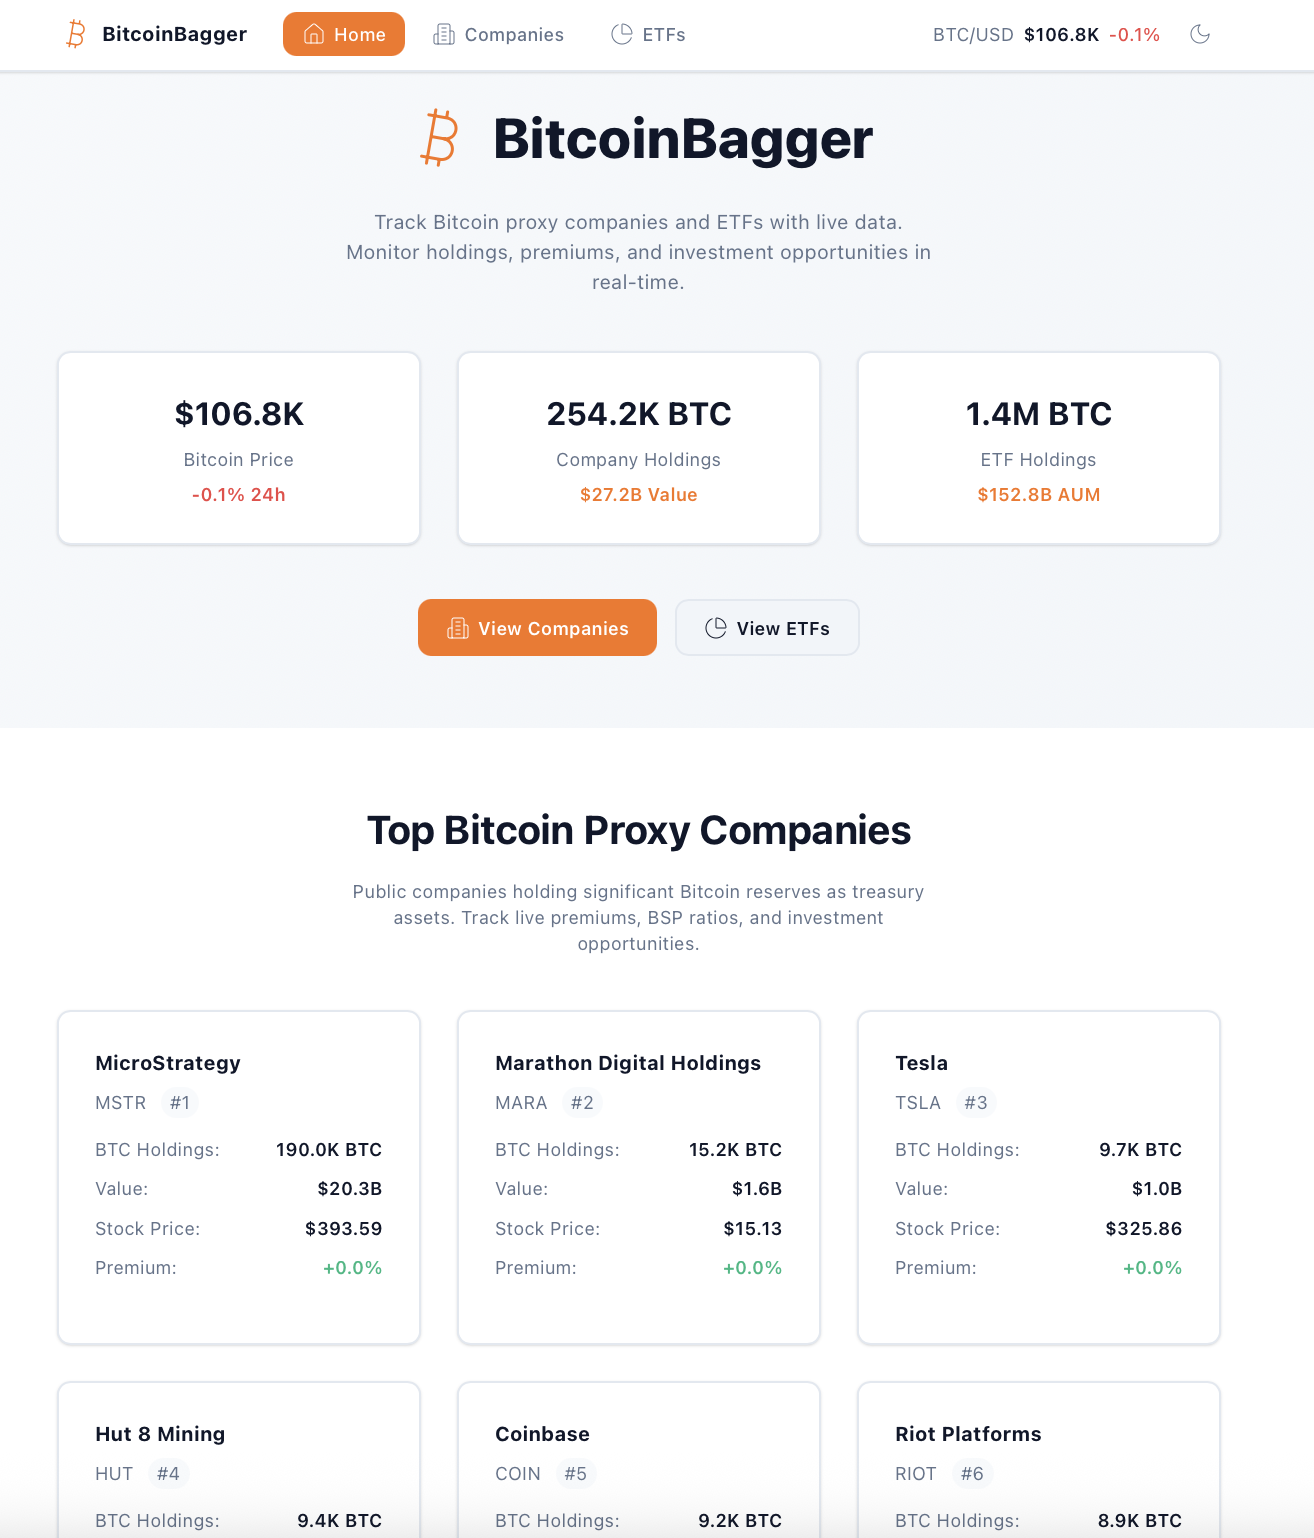 BitcoinBagger Home Companies ETFs BTC/USD $106.8K -0.1%
BitcoinBagger
Track Bitcoin proxy companies and ETFs with live data.
Monitor holdings, premiums, and investment opportunities in
real-time.
$106.8K
Bitcoin Price
-0.1% 24h
254.2K BTC
Company Holdings
$27.2B Value
1.4M BTC
ETF Holdings
$152.8B AUM
View Companies
View ETFs
Top Bitcoin Proxy Companies
Public companies holding significant Bitcoin reserves as treasury
assets. Track live premiums, BSP ratios, and investment
opportunities.
MicroStrategy
MSTR #1
BTC Holdings: 190.0K BTC
Value: $20.3B
Stock Price: $393.59
Premium: +0.0%
Marathon Digital Holdings
MARA #2
BTC Holdings: 15.2K BTC
Value: $1.6B
Stock Price: $15.13
Premium: +0.0%
Tesla
TSLA #3
BTC Holdings: 9.7K BTC
Value: $1.0B
Stock Price: $325.86
Premium: +0.0%
Hut 8 Mining
HUT #4
BTC Holdings: 9.4K BTC
Coinbase
COIN #5
BTC Holdings: 9.2K BTC
Riot Platforms
RIOT #6
BTC Holdings: 8.9K BTC